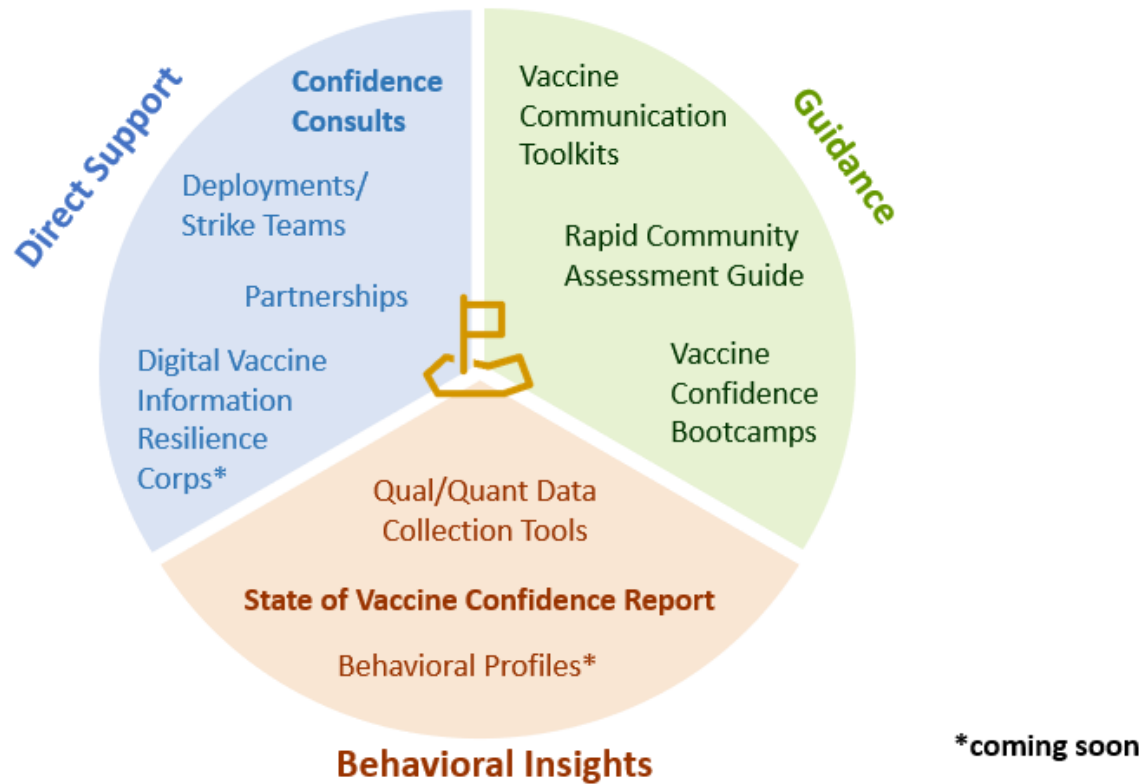 Direct Support
Confidence
Consults
Deployments/
Strike Teams
Partnerships
Digital Vaccine
Information
Resilience
Corps*
Guidance
Vaccine
Communication
Toolkits
Rapid Community
Assessment Guide
Vaccine
Confidence
Bootcamps
Qual/Quant Data
Collection Tools
State of Vaccine Confidence Report
Behavioral Profiles*
Behavioral Insights
*coming soon